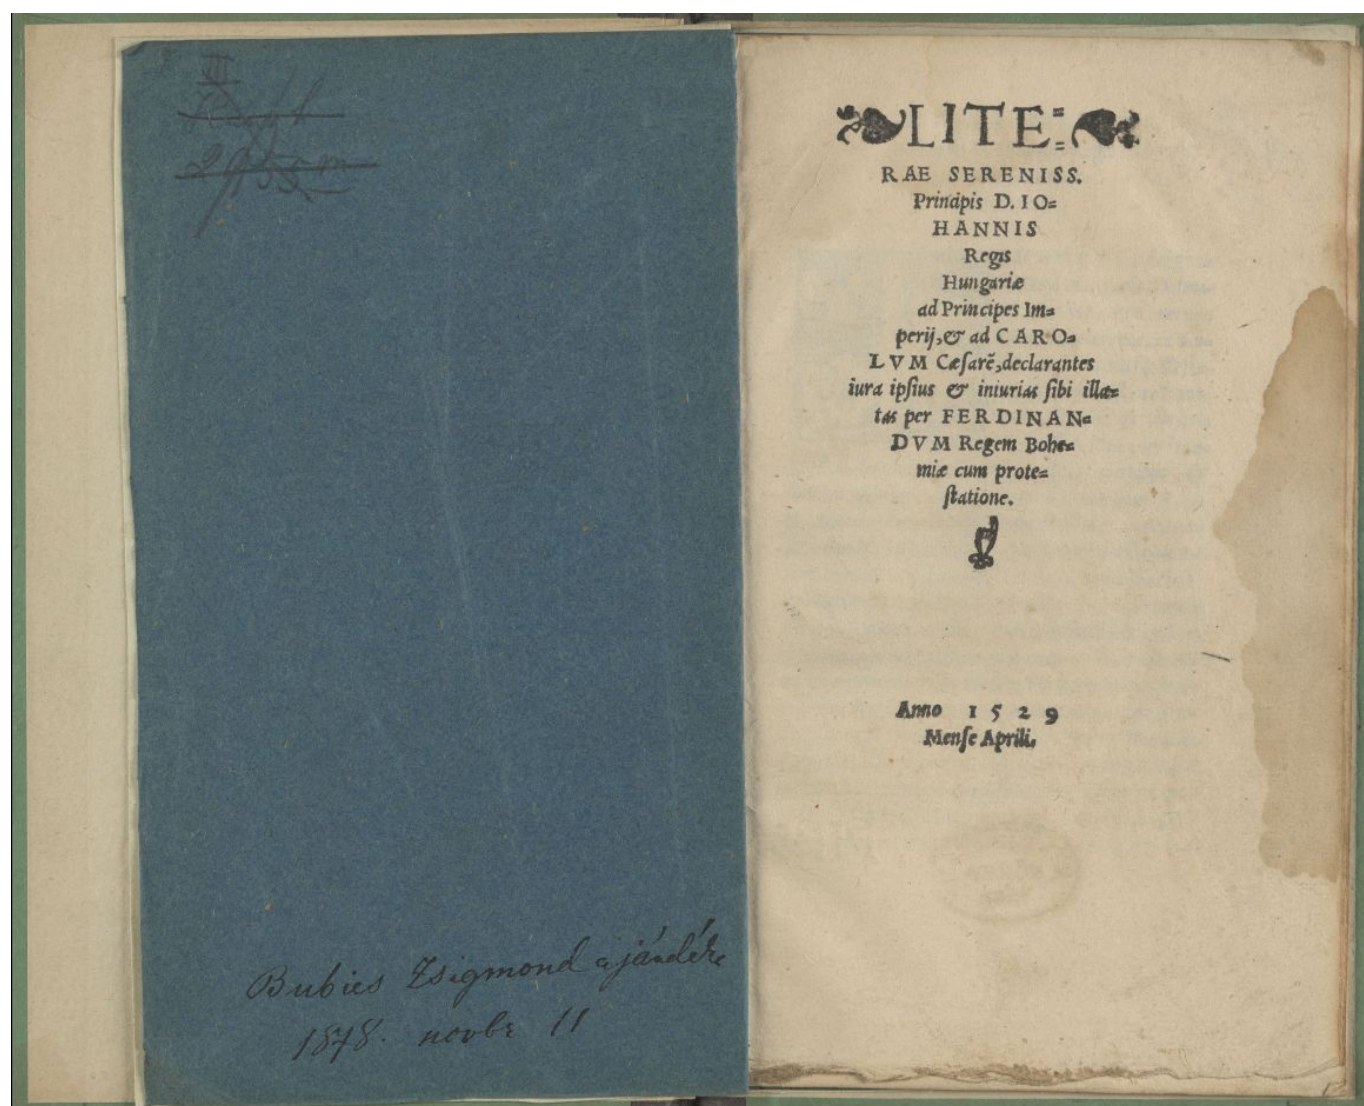 III
Bubics Zsigmond ajándéka
1878. novbr 11
LITE=
RAE SERENISS.
Principis D. IO=
HANNIS
Regis
Hungariæ
ad Principes Im=
perij, & ad CARO=
LVM Cæsarẽ, declarantes
iura ipsius & iniurias sibi illa=
tas per FERDINAN=
DVM Regem Bohe=
miæ cum prote=
statione.
Anno 1529
Mense Aprili,